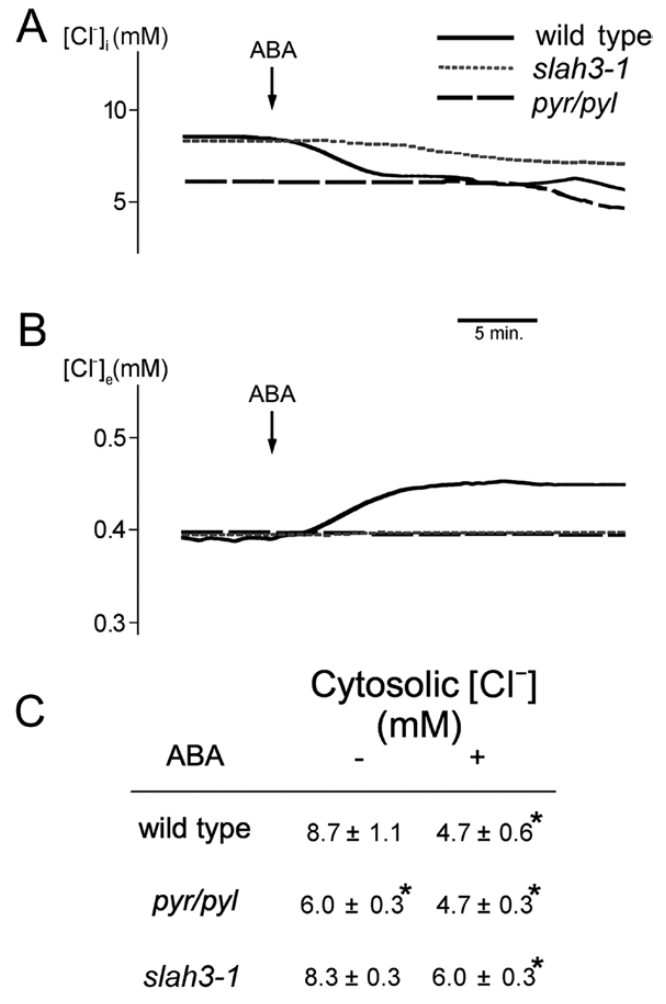 A
[Cl⁻]i(mM)
ABA
wild type
slah3-1
pyr/pyl
10
5
B
5 min.
[Cl⁻]e(mM)
ABA
0.5
0.4
0.3
C
Cytosolic [Cl⁻]
(mM)
ABA - +
wild type 8.7 ± 1.1 4.7 ± 0.6*
pyr/pyl 6.0 ± 0.3* 4.7 ± 0.3*
slah3-1 8.3 ± 0.3 6.0 ± 0.3*